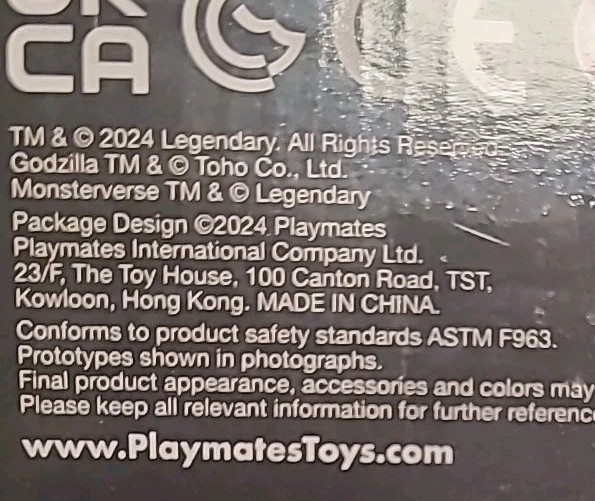 UK
CA
CE
TM & © 2024 Legendary. All Rights Reserved.
Godzilla TM & © Toho Co., Ltd.
Monsterverse TM & © Legendary
Package Design ©2024 Playmates
Playmates International Company Ltd.
23/F, The Toy House, 100 Canton Road, TST,
Kowloon, Hong Kong. MADE IN CHINA.
Conforms to product safety standards ASTM F963.
Prototypes shown in photographs.
Final product appearance, accessories and colors may
Please keep all relevant information for further reference
www.PlaymatesToys.com